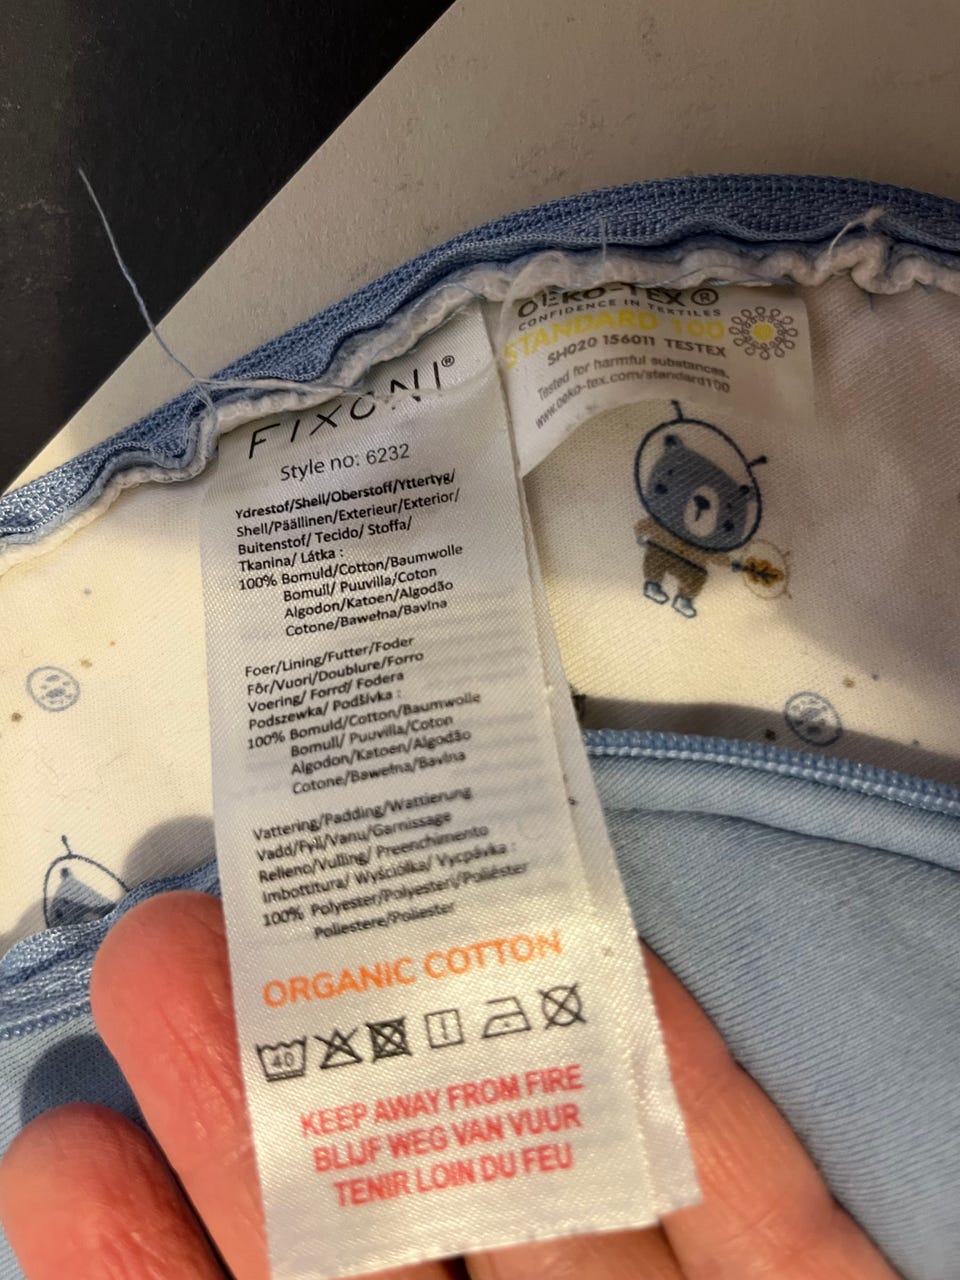 FIXONI®
Style no: 6232
Ydrestof/Shell/Oberstoff/Yttertyg/
Shell/Päällinen/Exterieur/Exterior/
Buitenstof/ Tecido/ Stoffa/
Tkanina/ Látka :
100% Bomuld/Cotton/Baumwolle
Bomull/ Puuvilla/Coton
Algodon/Katoen/Algodão
Cotone/Bawełna/Bavlna
Foer/Lining/Futter/Foder
Fôr/Vuori/Doublure/Forro
Voering/ Forro/ Fodera
Podszewka/ Podšívka :
100% Bomuld/Cotton/Baumwolle
Bomull/ Puuvilla/Coton
Algodon/Katoen/Algodão
Cotone/Bawełna/Bavlna
Vattering/Padding/Wattierung
Vadd/Fyll/Vanu/Garnissage
Relleno/Vulling/ Preenchimento
Imbottitura/ Wyściółka/ Vycpávka :
100% Polyester/Polyesteri/Poliéster
Poliestere/Poliester
ORGANIC COTTON
40
KEEP AWAY FROM FIRE
BLIJF WEG VAN VUUR
TENIR LOIN DU FEU
OEKO-TEX®
CONFIDENCE IN TEXTILES
STANDARD 100
SH020 156011 TESTEX
Tested for harmful substances.
www.oeko-tex.com/standard100